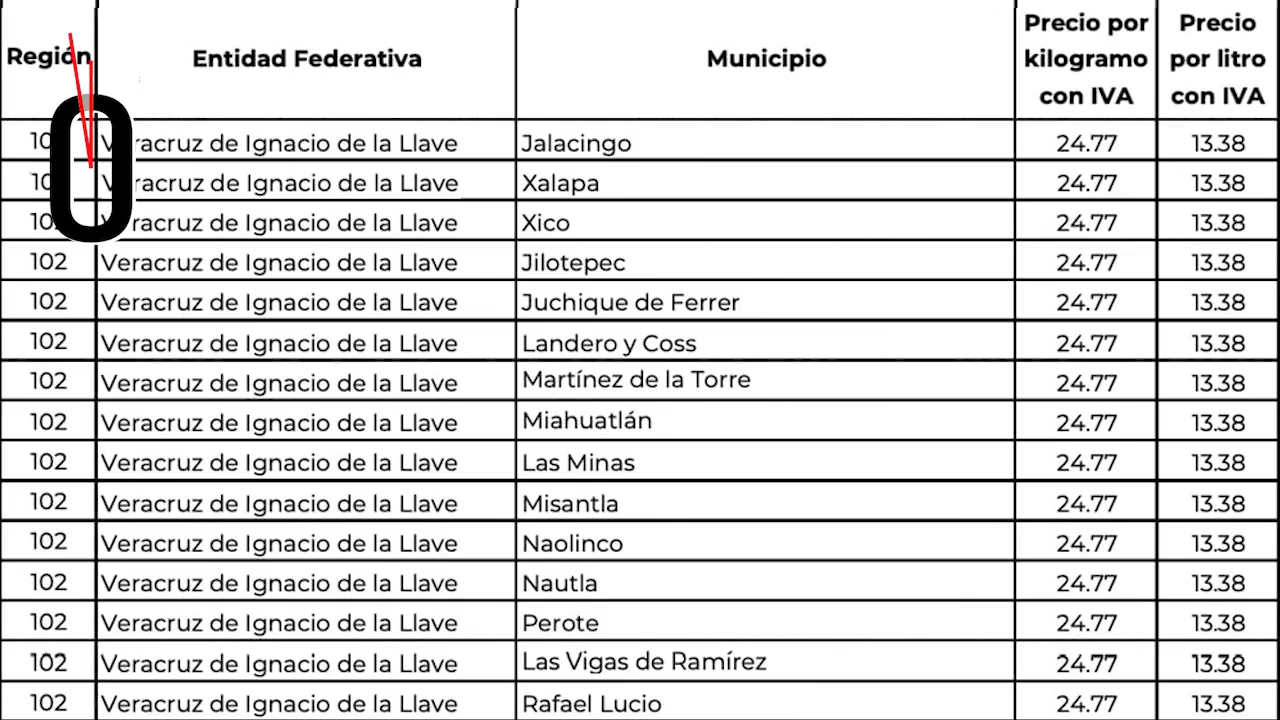 Región Entidad Federativa Municipio Precio por kilogramo con IVA Precio por litro con IVA
Jalacingo 24.77 13.38
Xalapa 24.77 13.38
Xico 24.77 13.38
102 Veracruz de Ignacio de la Llave Jilotepec 24.77 13.38
102 Veracruz de Ignacio de la Llave Juchique de Ferrer 24.77 13.38
102 Veracruz de Ignacio de la Llave Landero y Coss 24.77 13.38
102 Veracruz de Ignacio de la Llave Martínez de la Torre 24.77 13.38
102 Veracruz de Ignacio de la Llave Miahuatlán 24.77 13.38
102 Veracruz de Ignacio de la Llave Las Minas 24.77 13.38
102 Veracruz de Ignacio de la Llave Misantla 24.77 13.38
102 Veracruz de Ignacio de la Llave Naolinco 24.77 13.38
102 Veracruz de Ignacio de la Llave Nautla 24.77 13.38
102 Veracruz de Ignacio de la Llave Perote 24.77 13.38
102 Veracruz de Ignacio de la Llave Las Vigas de Ramírez 24.77 13.38
102 Veracruz de Ignacio de la Llave Rafael Lucio 24.77 13.38